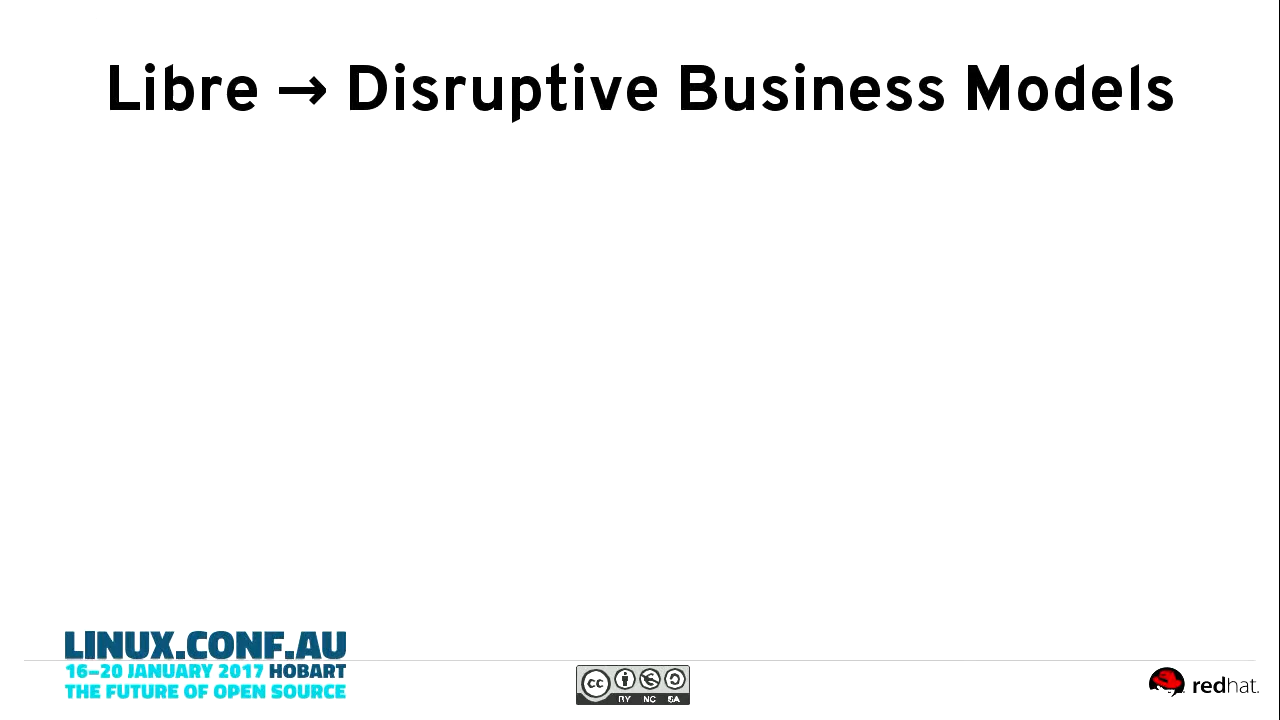 Libre → Disruptive Business Models
LINUX.CONF.AU
16–20 JANUARY 2017 HOBART
THE FUTURE OF OPEN SOURCE
cc
BY NC SA
redhat.